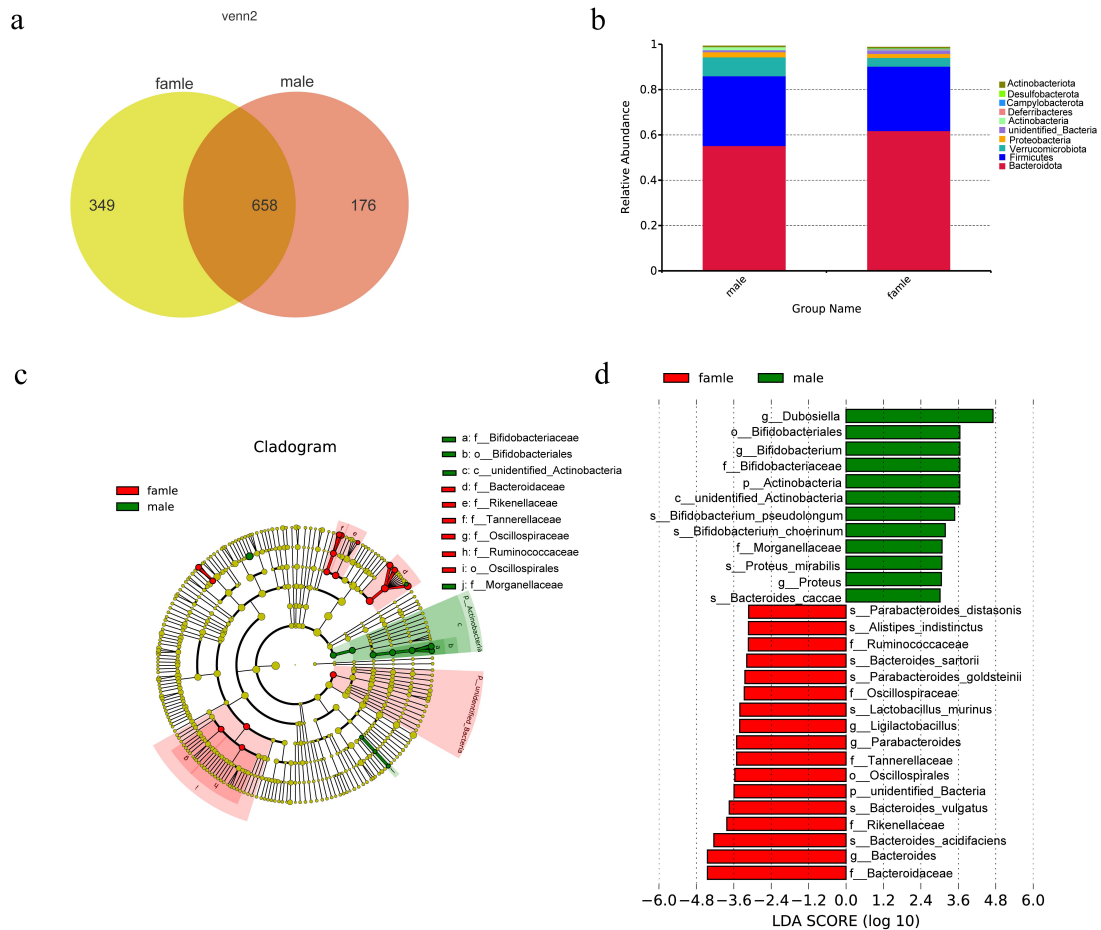 a
venn2
famle
male
349
658
176
b
1
0.8
0.6
0.4
0.2
0
Relative Abundance
male
famle
Group Name
Actinobacteriota
Desulfobacterota
Campylobacterota
Deferribacteres
Actinobacteria
unidentified_Bacteria
Proteobacteria
Verrucomicrobiota
Firmicutes
Bacteroidota
c
Cladogram
famle
male
a: f__Bifidobacteriaceae
b: o__Bifidobacteriales
c: c__unidentified_Actinobacteria
d: f__Bacteroidaceae
e: f__Rikenellaceae
f: f__Tannerellaceae
g: f__Oscillospiraceae
h: f__Ruminococcaceae
i: o__Oscillospirales
j: f__Morganellaceae
f
e
d
p__Actinobacteria
c
b
a
p__unidentified_Bacteria
g
h
i
d
famle
male
g__Dubosiella
o__Bifidobacteriales
g__Bifidobacterium
f__Bifidobacteriaceae
p__Actinobacteria
c__unidentified_Actinobacteria
s__Bifidobacterium_pseudolongum
s__Bifidobacterium_choerinum
f__Morganellaceae
s__Proteus_mirabilis
g__Proteus
s__Bacteroides_caccae
s__Parabacteroides_distasonis
s__Alistipes_indistinctus
f__Ruminococcaceae
s__Bacteroides_sartorii
s__Parabacteroides_goldsteinii
f__Oscillospiraceae
s__Lactobacillus_murinus
g__Ligilactobacillus
g__Parabacteroides
f__Tannerellaceae
o__Oscillospirales
p__unidentified_Bacteria
s__Bacteroides_vulgatus
f__Rikenellaceae
s__Bacteroides_acidifaciens
g__Bacteroides
f__Bacteroidaceae
−6.0 −4.8 −3.6 −2.4 −1.2 0.0 1.2 2.4 3.6 4.8 6.0
LDA SCORE (log 10)